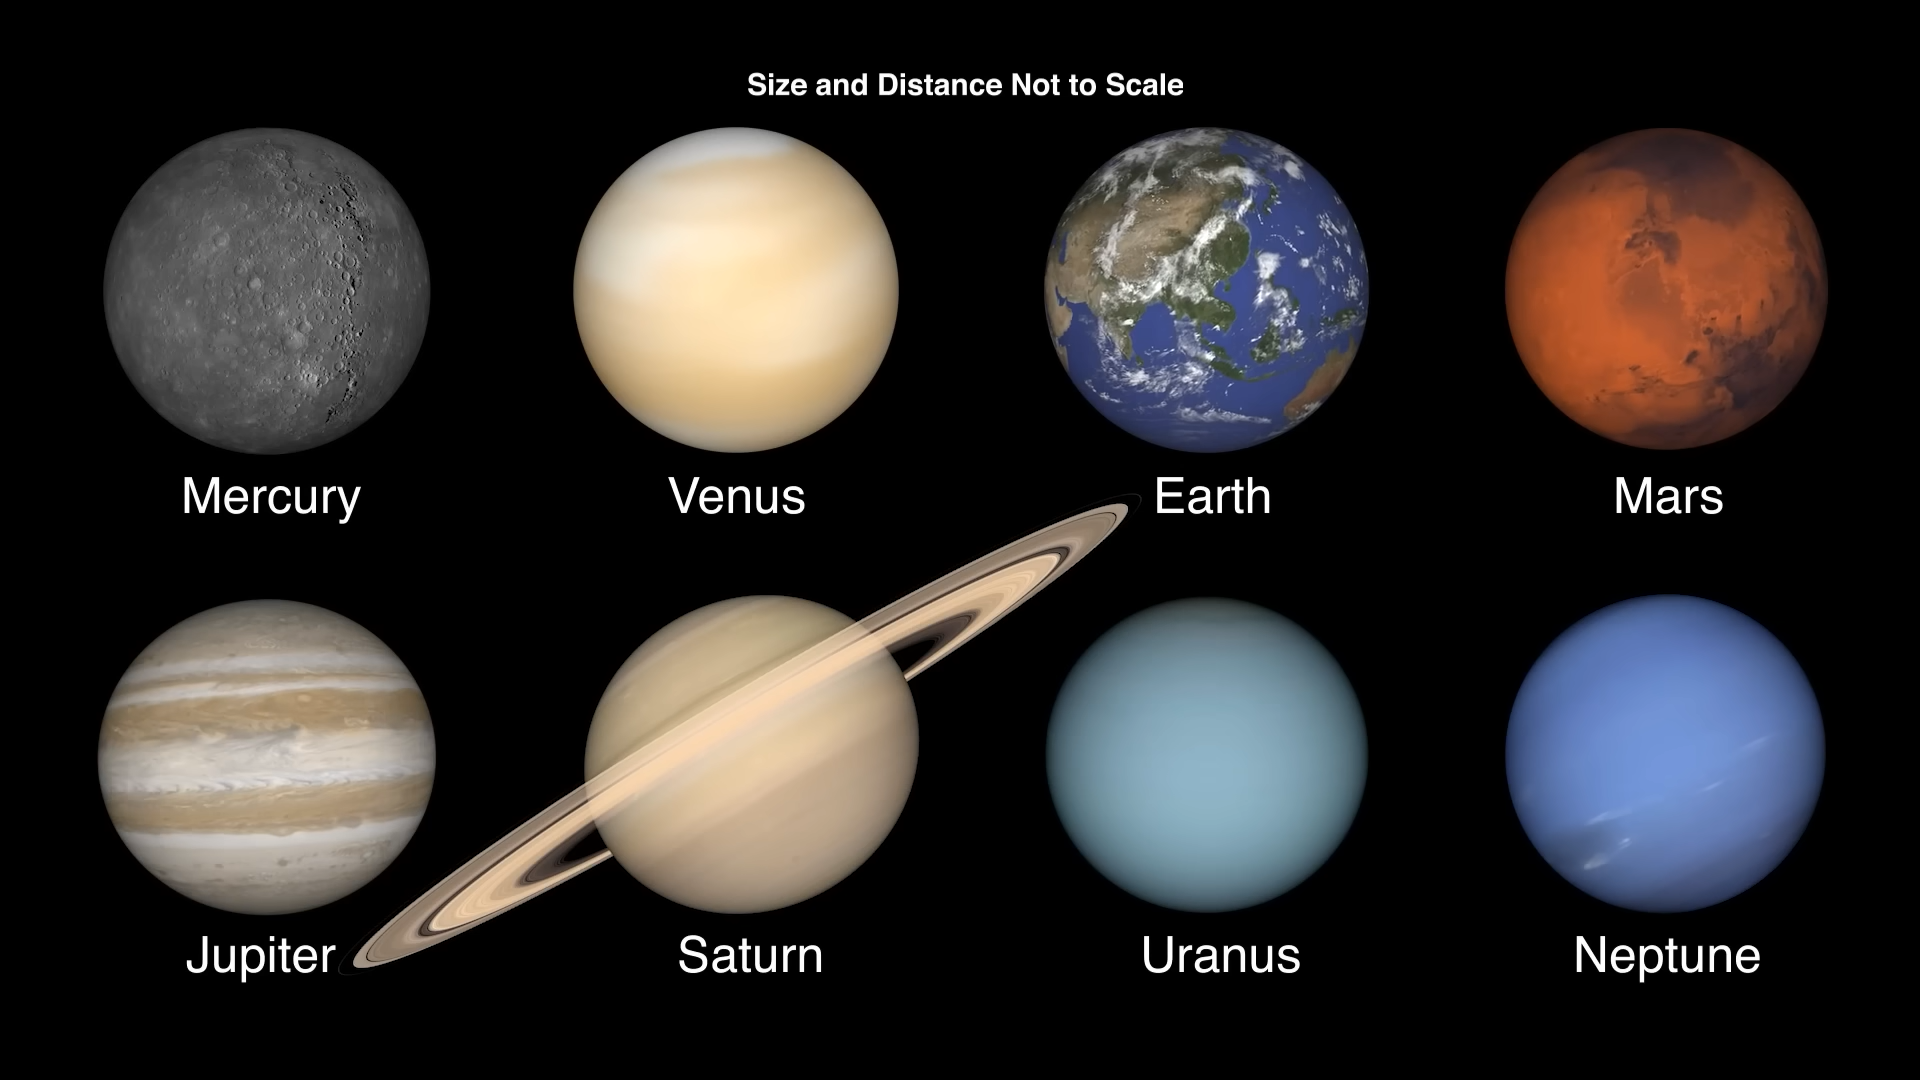 Size and Distance Not to Scale
Mercury
Venus
Earth
Mars
Jupiter
Saturn
Uranus
Neptune